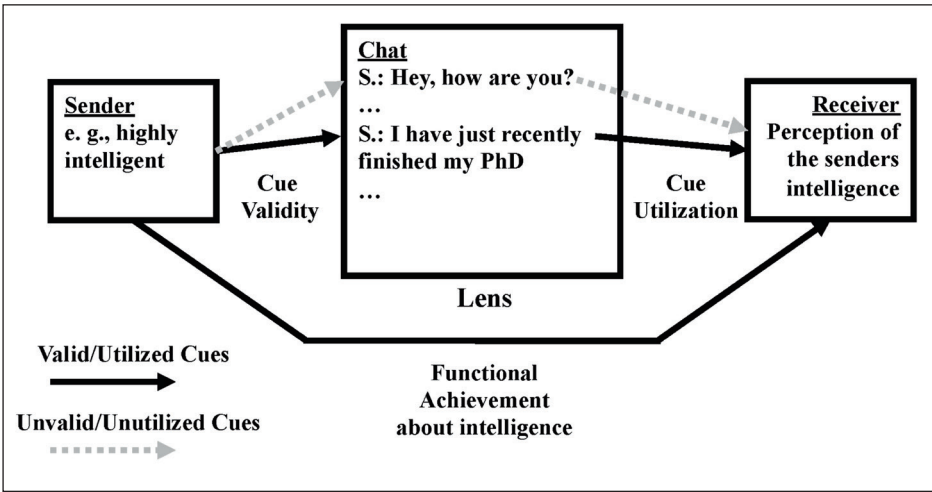 Sender
e. g., highly
intelligent
Cue
Validity
Chat
S.: Hey, how are you?
...
S.: I have just recently
finished my PhD
...
Lens
Cue
Utilization
Receiver
Perception of
the senders
intelligence
Functional
Achievement
about intelligence
Valid/Utilized Cues
Unvalid/Unutilized Cues